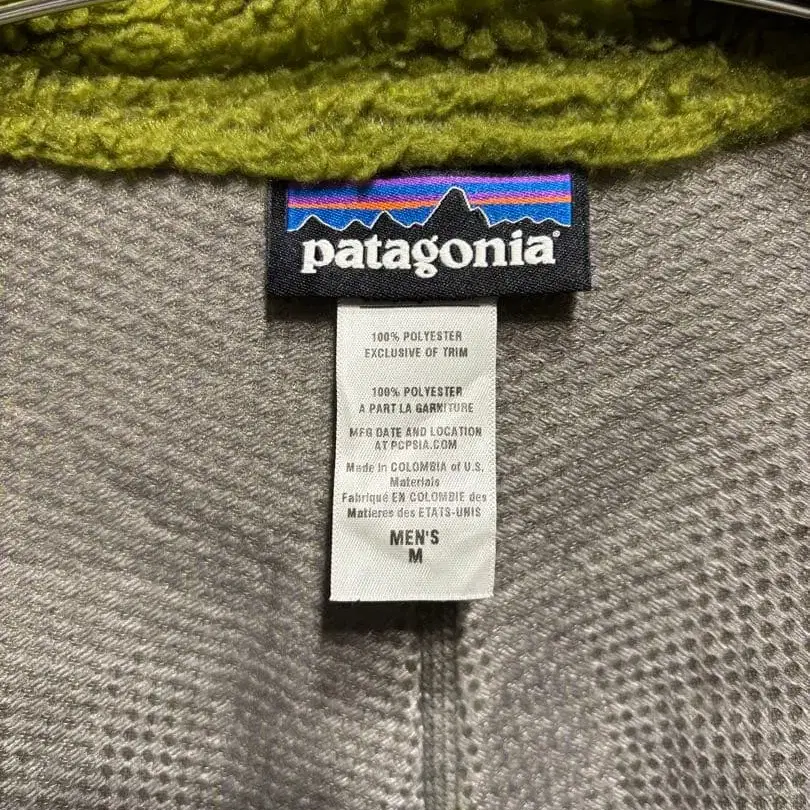 patagonia®
100% POLYESTER
EXCLUSIVE OF TRIM
100% POLYESTER
A PART LA GARNITURE
MFG DATE AND LOCATION
AT PCPSIA.COM
Made in COLOMBIA of U.S.
Materials
Fabriqué EN COLOMBIE des
Matieres des ETATS-UNIS
MEN'S
M